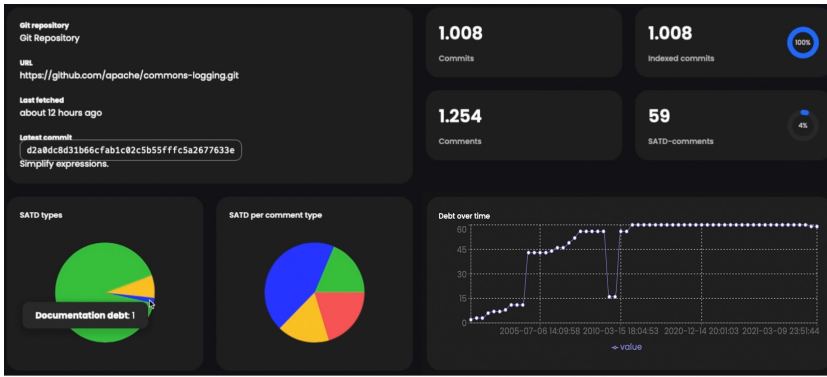 Git repository
Git Repository
URL
https://github.com/apache/commons-logging.git
Last fetched
about 12 hours ago
Latest commit
d2a0dc8d31b66cfab1c02c5b55fffc5a2677633e
Simplify expressions.
1.008
Commits
1.008
Indexed commits
100%
1.254
Comments
59
SATD-comments
4%
SATD types
Documentation debt: 1
SATD per comment type
Debt over time
60
45
30
15
0
2005-07-06 14:09:58 2010-03-15 18:04:53 2020-12-14 20:01:03 2021-03-09 23:51:44
value